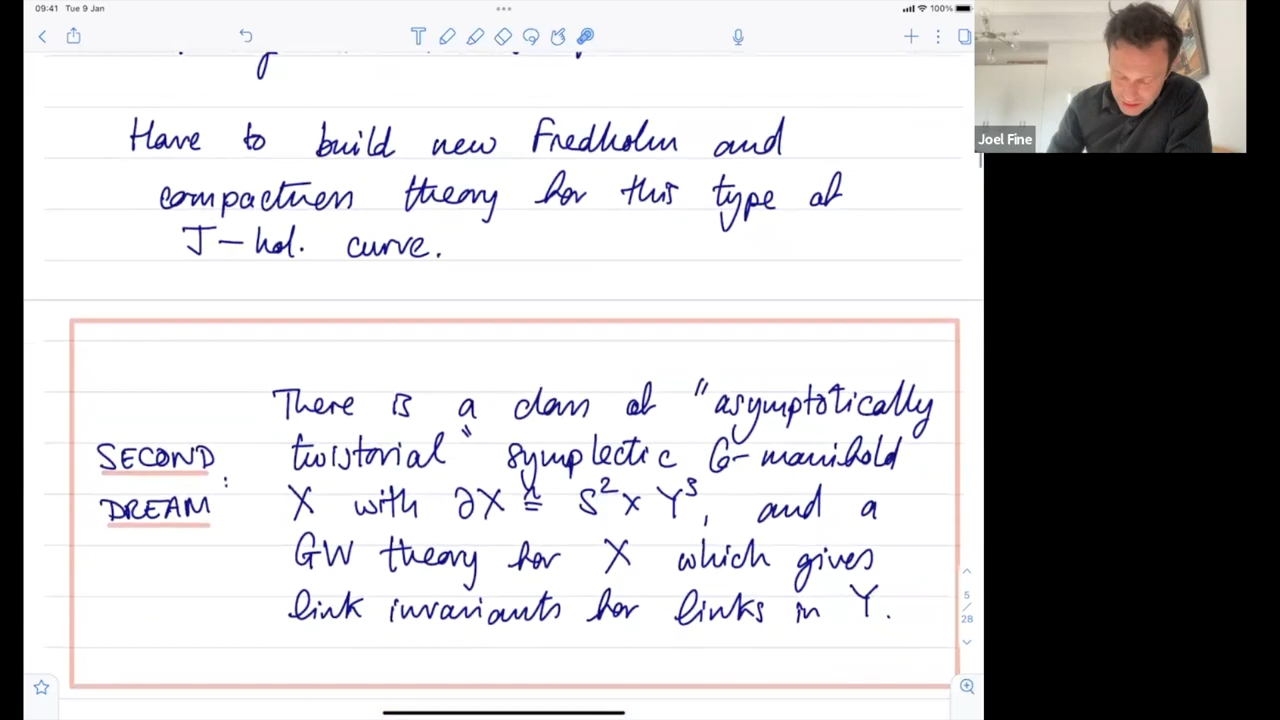 09:41 Tue 9 Jan
100%
Joel Fine
Have to build new Fredholm and
compactness theory for this type of
J-hol. curve.
There is a class of "asymptotically
twistorial" symplectic 6-manifold
SECOND DREAM:
X with ∂X ≅ S² × Y³, and a
GW theory for X which gives
link invariants for links in Y.
5
/
28